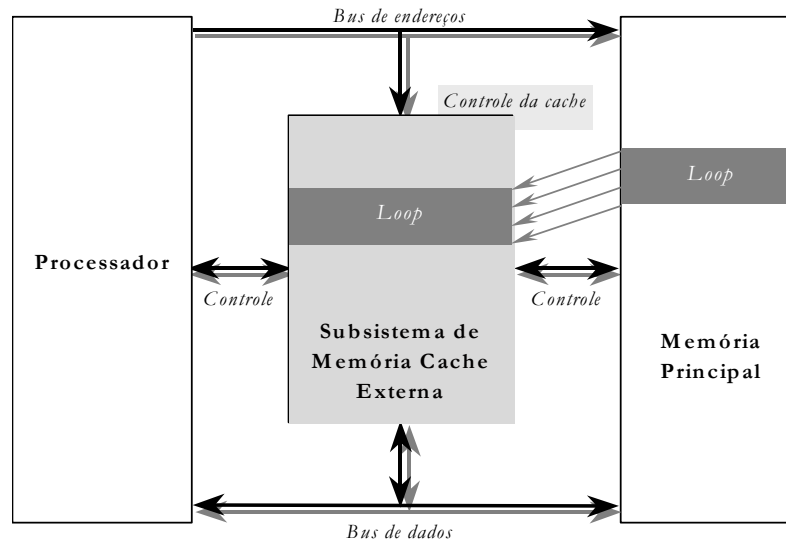 Bus de endereços
Controle da cache
Loop
Loop
Processador
Controle
Controle
Subsistema de
Memória Cache
Externa
Memória
Principal
Bus de dados